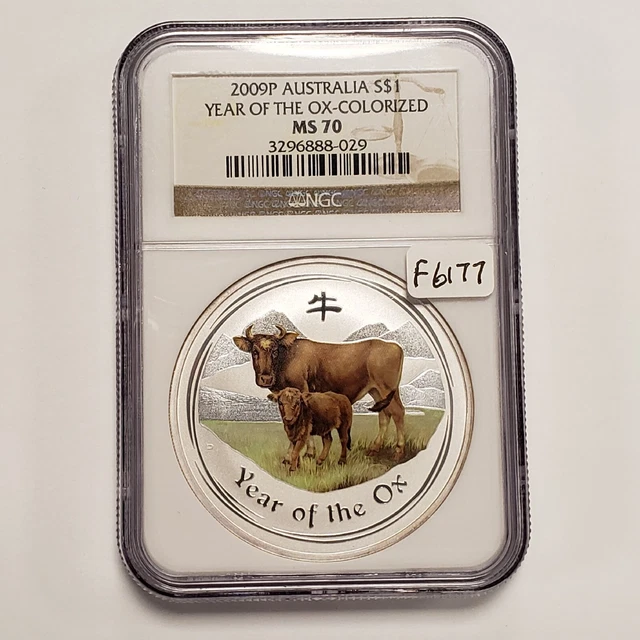 2009P AUSTRALIA S$1
YEAR OF THE OX-COLORIZED
MS 70
3296888-029
NGC
F6177
牛
Year of the Ox